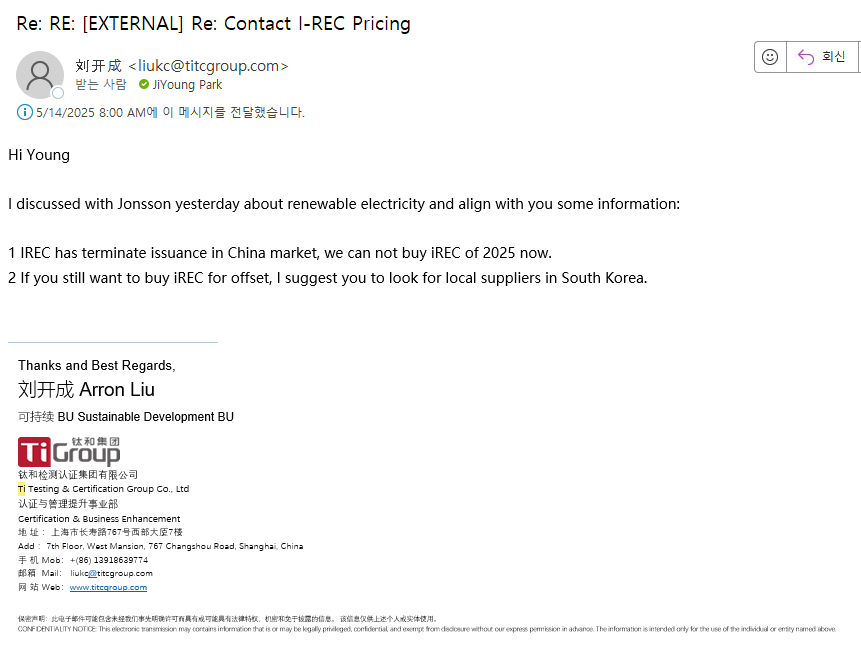 Re: RE: [EXTERNAL] Re: Contact I-REC Pricing
刘开成 <liukc@titcgroup.com>
받는 사람 JiYoung Park
회신
5/14/2025 8:00 AM에 이 메시지를 전달했습니다.
Hi Young
I discussed with Jonsson yesterday about renewable electricity and align with you some information:
1 IREC has terminate issuance in China market, we can not buy iREC of 2025 now.
2 If you still want to buy iREC for offset, I suggest you to look for local suppliers in South Korea.
Thanks and Best Regards,
刘开成 Arron Liu
可持续 BU Sustainable Development BU
TiGroup 钛和集团
钛和检测认证集团有限公司
Ti Testing & Certification Group Co., Ltd
认证与管理提升事业部
Certification & Business Enhancement
地 址： 上海市长寿路767号西部大厦7楼
Add： 7th Floor, West Mansion, 767 Changshou Road, Shanghai, China
手 机 Mob： +(86) 13918639774
邮箱 Mail： liukc@titcgroup.com
网 站 Web： www.titcgroup.com
保密声明：此电子邮件可能包含未经我们事先明确许可而具有或可能具有法律特权、机密和免于披露的信息。 该信息仅供上述个人或实体使用。
CONFIDENTIALITY NOTICE: This electronic transmission may contains information that is or may be legally privileged, confidential, and exempt from disclosure without our express permission in advance. The information is intended only for the use of the individual or entity named above.